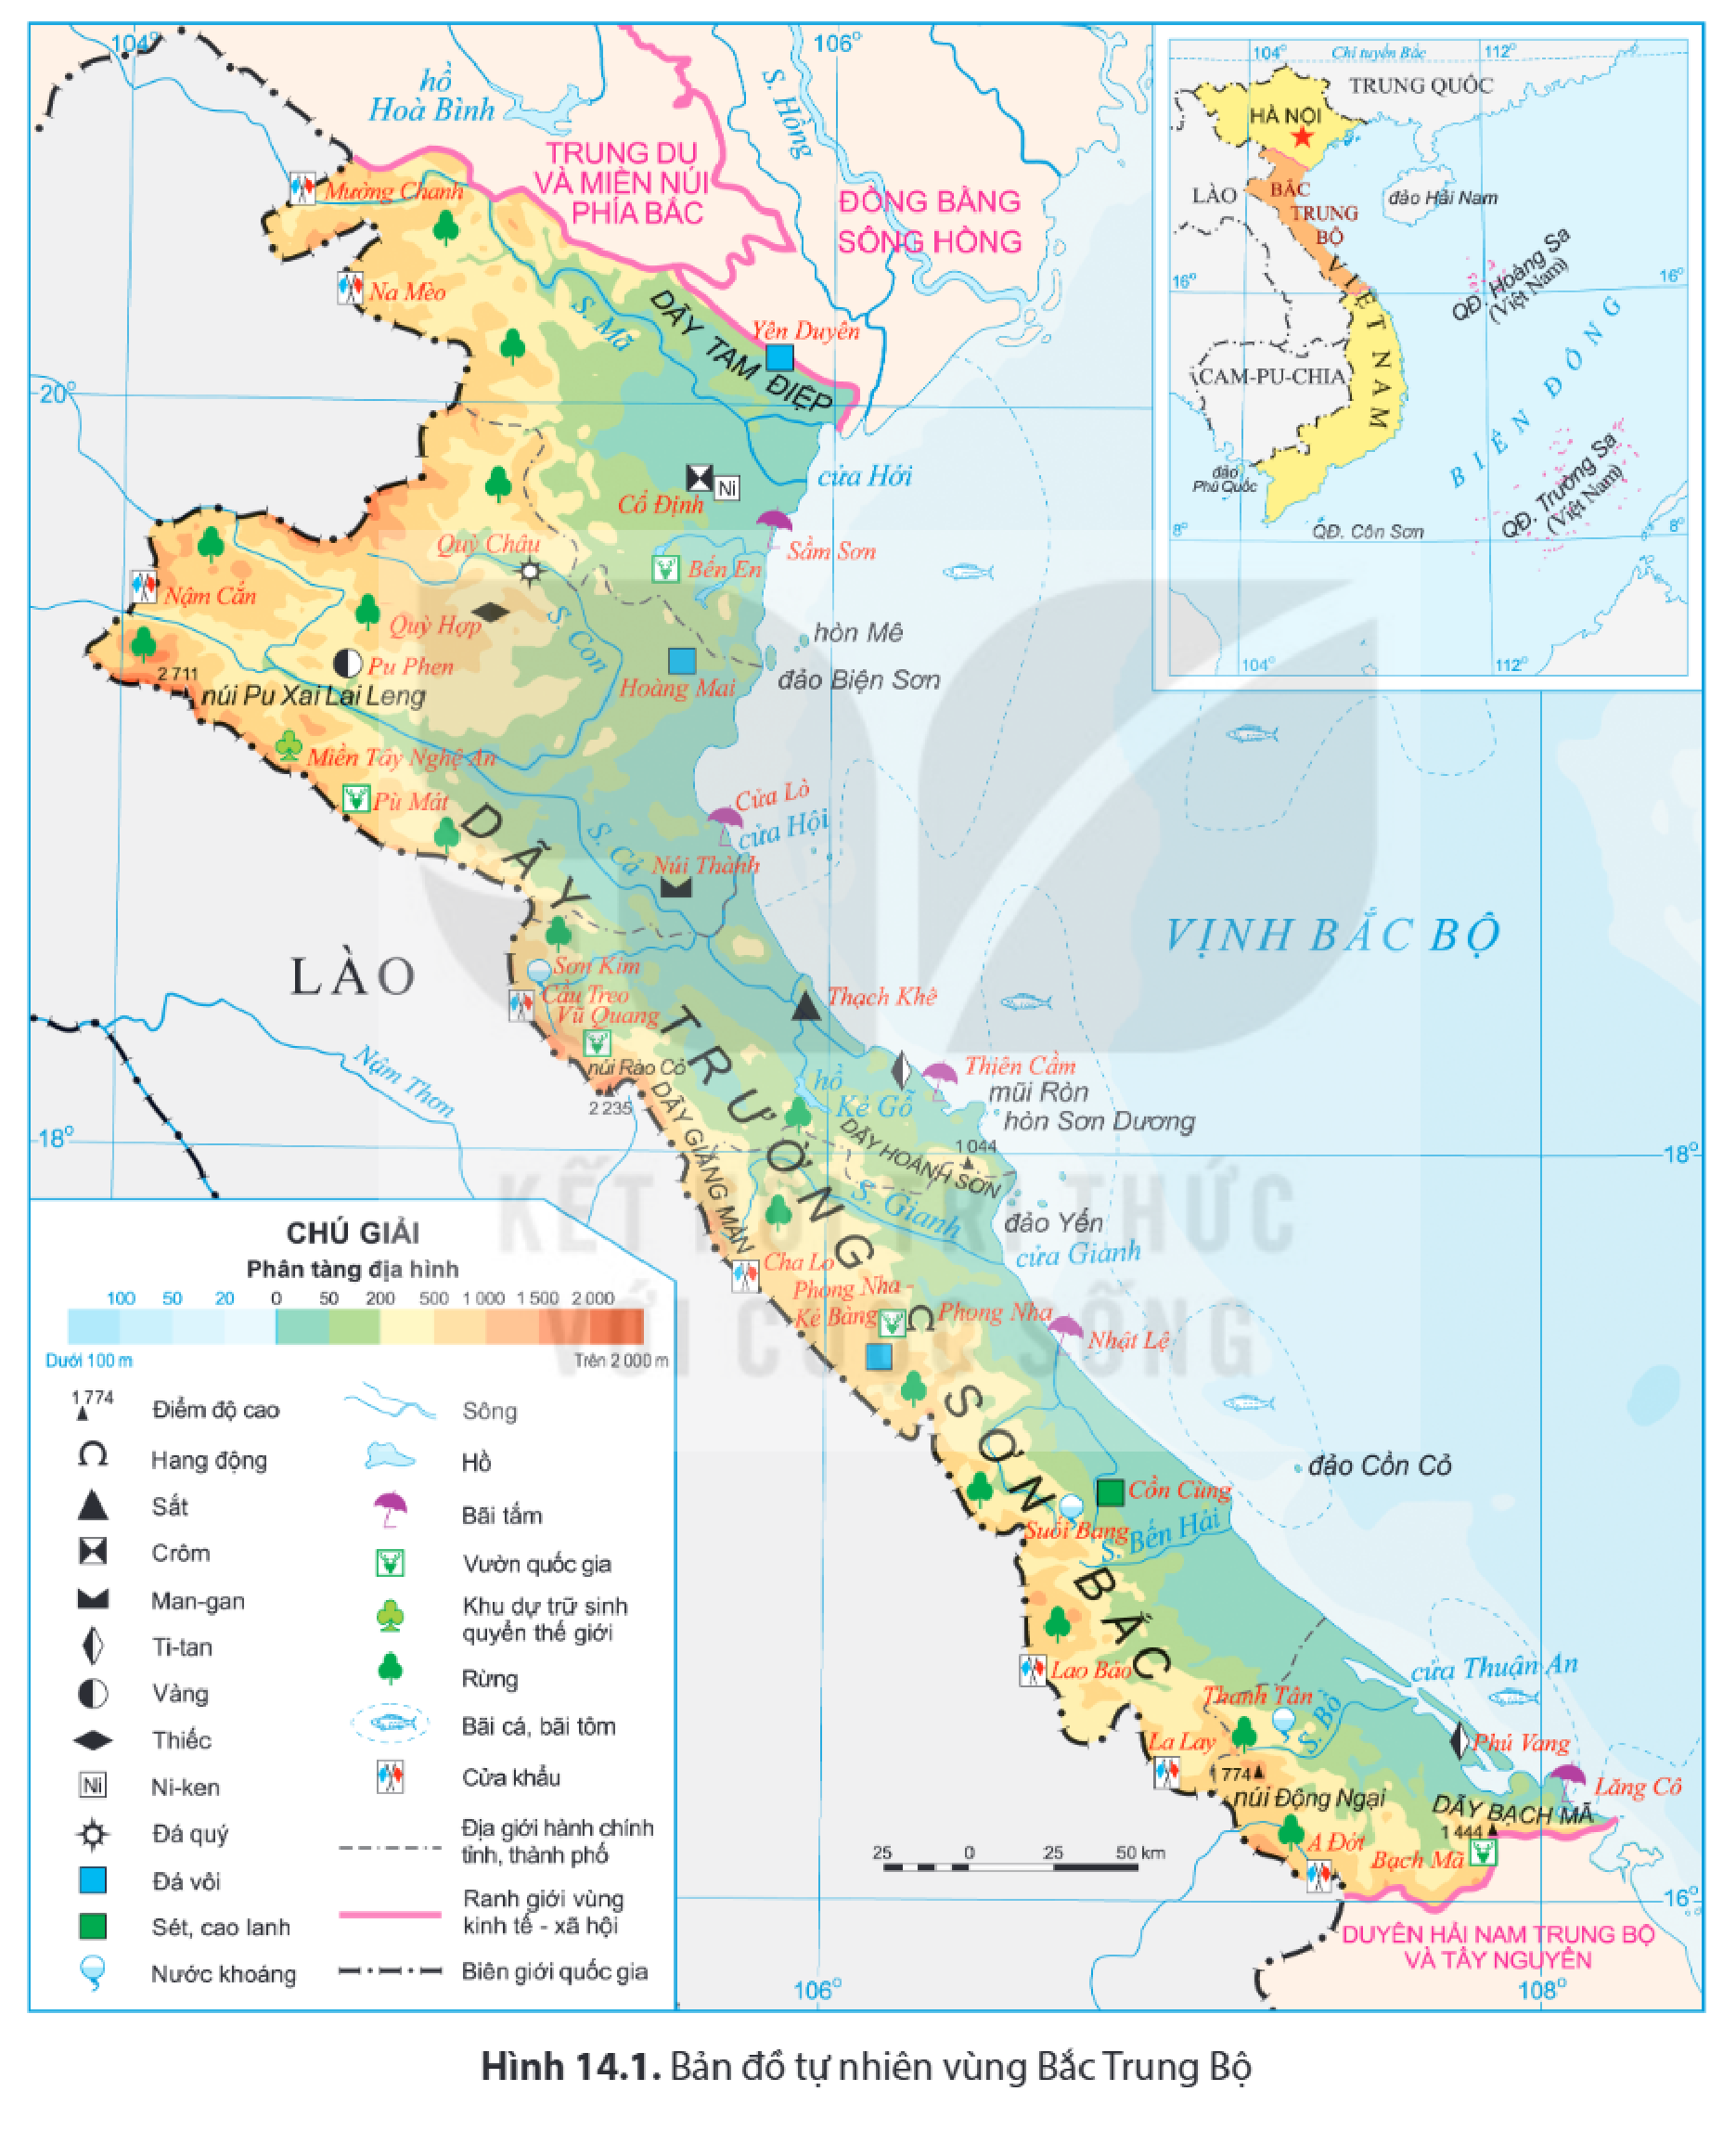 104°
106°
hồ
Hoà Bình
S. Hồng
TRUNG DU
VÀ MIỀN NÚI
PHÍA BẮC
ĐỒNG BẰNG
SÔNG HỒNG
Mường Chanh
Na Mèo
S. Mã
DÃY TAM ĐIỆP
Yên Duyên
20°
cửa Hới
Cổ Định
Ni
Sầm Sơn
Quỳ Châu
Bến En
Nậm Cắn
Quỳ Hợp
S. Con
hòn Mê
Pu Phen
Hoàng Mai
đảo Biện Sơn
2 711
núi Pu Xai Lai Leng
Miền Tây Nghệ An
Pù Mát
Cửa Lò
cửa Hội
S. Cả
Núi Thành
DÃY TRƯỜNG SƠN BẮC
VỊNH BẮC BỘ
LÀO
Sơn Kim
Cầu Treo
Vũ Quang
Thạch Khê
Nậm Thơn
núi Rào Cỏ
2 235
hồ
Kẻ Gỗ
Thiên Cầm
mũi Ròn
hòn Sơn Dương
18°
DÃY GIĂNG MÀN
DÃY HOÀNH SƠN
1 044
18°
S. Gianh
đảo Yến
cửa Gianh
Cha Lo
Phong Nha -
Kẻ Bàng
Phong Nha
Nhật Lệ
đảo Cồn Cỏ
Cồn Cùng
Suối Bang
S. Bến Hải
Lao Bảo
cửa Thuận An
Thanh Tân
S. Bồ
La Lay
Phú Vang
1 774
núi Động Ngại
Lăng Cô
DÃY BẠCH MÃ
1 444
A Đớt
Bạch Mã
16°
DUYÊN HẢI NAM TRUNG BỘ
VÀ TÂY NGUYÊN
25 0 25 50 km
106°
108°
104°
Chí tuyến Bắc
112°
TRUNG QUỐC
HÀ NỘI
LÀO
BẮC
TRUNG
BỘ
đảo Hải Nam
VIỆT NAM
16°
16°
QĐ. Hoàng Sa
(Việt Nam)
BIỂN ĐÔNG
CAM-PU-CHIA
đảo
Phú Quốc
QĐ. Trường Sa
(Việt Nam)
8°
QĐ. Côn Sơn
8°
104°
112°
KẾT NỐI TRI THỨC
VỚI CUỘC SỐNG
CHÚ GIẢI
Phân tầng địa hình
100 50 20 0 50 200 500 1 000 1 500 2 000
Dưới 100 m
Trên 2 000 m
1 774
Điểm độ cao
Hang động
Sắt
Crôm
Man-gan
Ti-tan
Vàng
Thiếc
Ni
Ni-ken
Đá quý
Đá vôi
Sét, cao lanh
Nước khoáng
Sông
Hồ
Bãi tắm
Vườn quốc gia
Khu dự trữ sinh
quyển thế giới
Rừng
Bãi cá, bãi tôm
Cửa khẩu
Địa giới hành chính
tỉnh, thành phố
Ranh giới vùng
kinh tế - xã hội
Biên giới quốc gia
Hình 14.1. Bản đồ tự nhiên vùng Bắc Trung Bộ